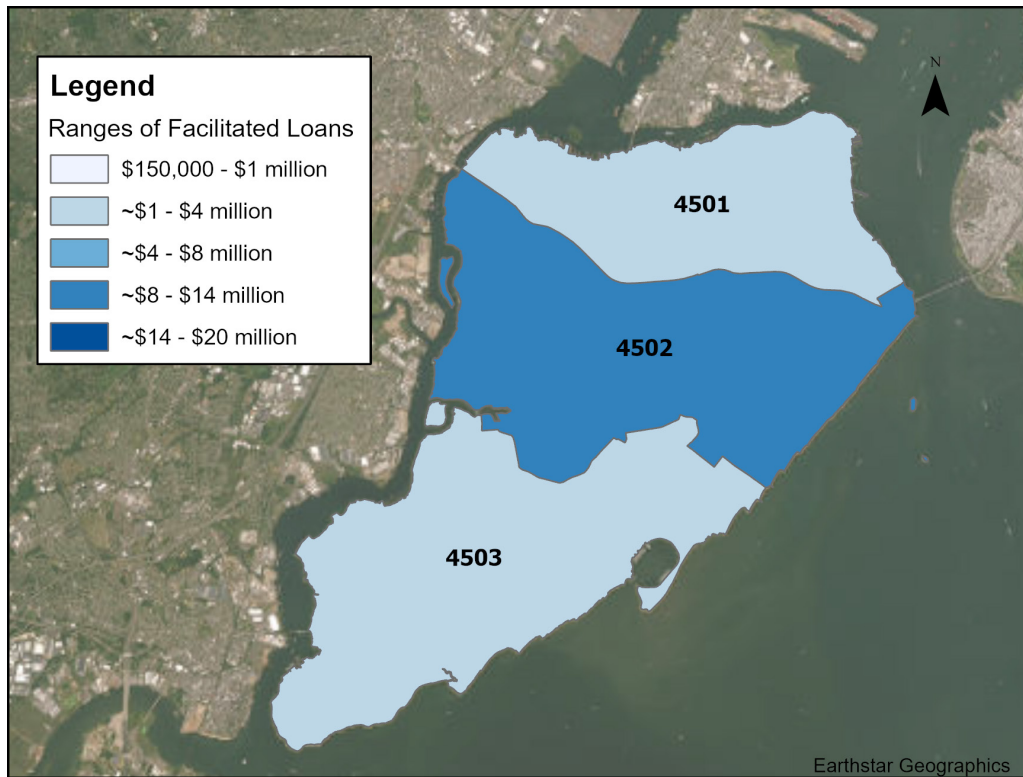 Legend
Ranges of Facilitated Loans
$150,000 - $1 million
~$1 - $4 million
~$4 - $8 million
~$8 - $14 million
~$14 - $20 million
N
4501
4502
4503
Earthstar Geographics